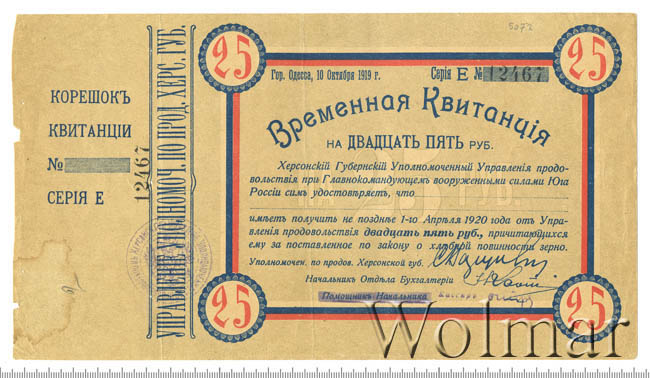 5072
25
25
КОРЕШОКЪ
КВИТАНЦІИ
№
СЕРІЯ Е
12467
УПРАВЛЕНІЕ УПОЛНОМОЧ. ПО ПРОД. ХЕРС. ГУБ.
Гор. Одесса, 10 Октября 1919 г. Серія Е № 12467
Временная Квитанція
НА ДВАДЦАТЬ ПЯТЬ РУБ.
Херсонскій Губернскій Уполномоченный Управленія продо-
вольствія при Главнокомандующемъ вооруженными силами Юга
Россіи симъ удостовѣряетъ, что
имѣетъ получить не позднѣе 1-го Апрѣля 1920 года отъ Упра-
вленія продовольствія двадцать пять руб., причитающихся
ему за поставленное по закону о хлѣбной повинности зерно.
Уполномочен. по продов. Херсонской губ.
Начальникъ Отдѣла Бухгалтеріи
Помощникъ Начальника
25
25
Wolmar